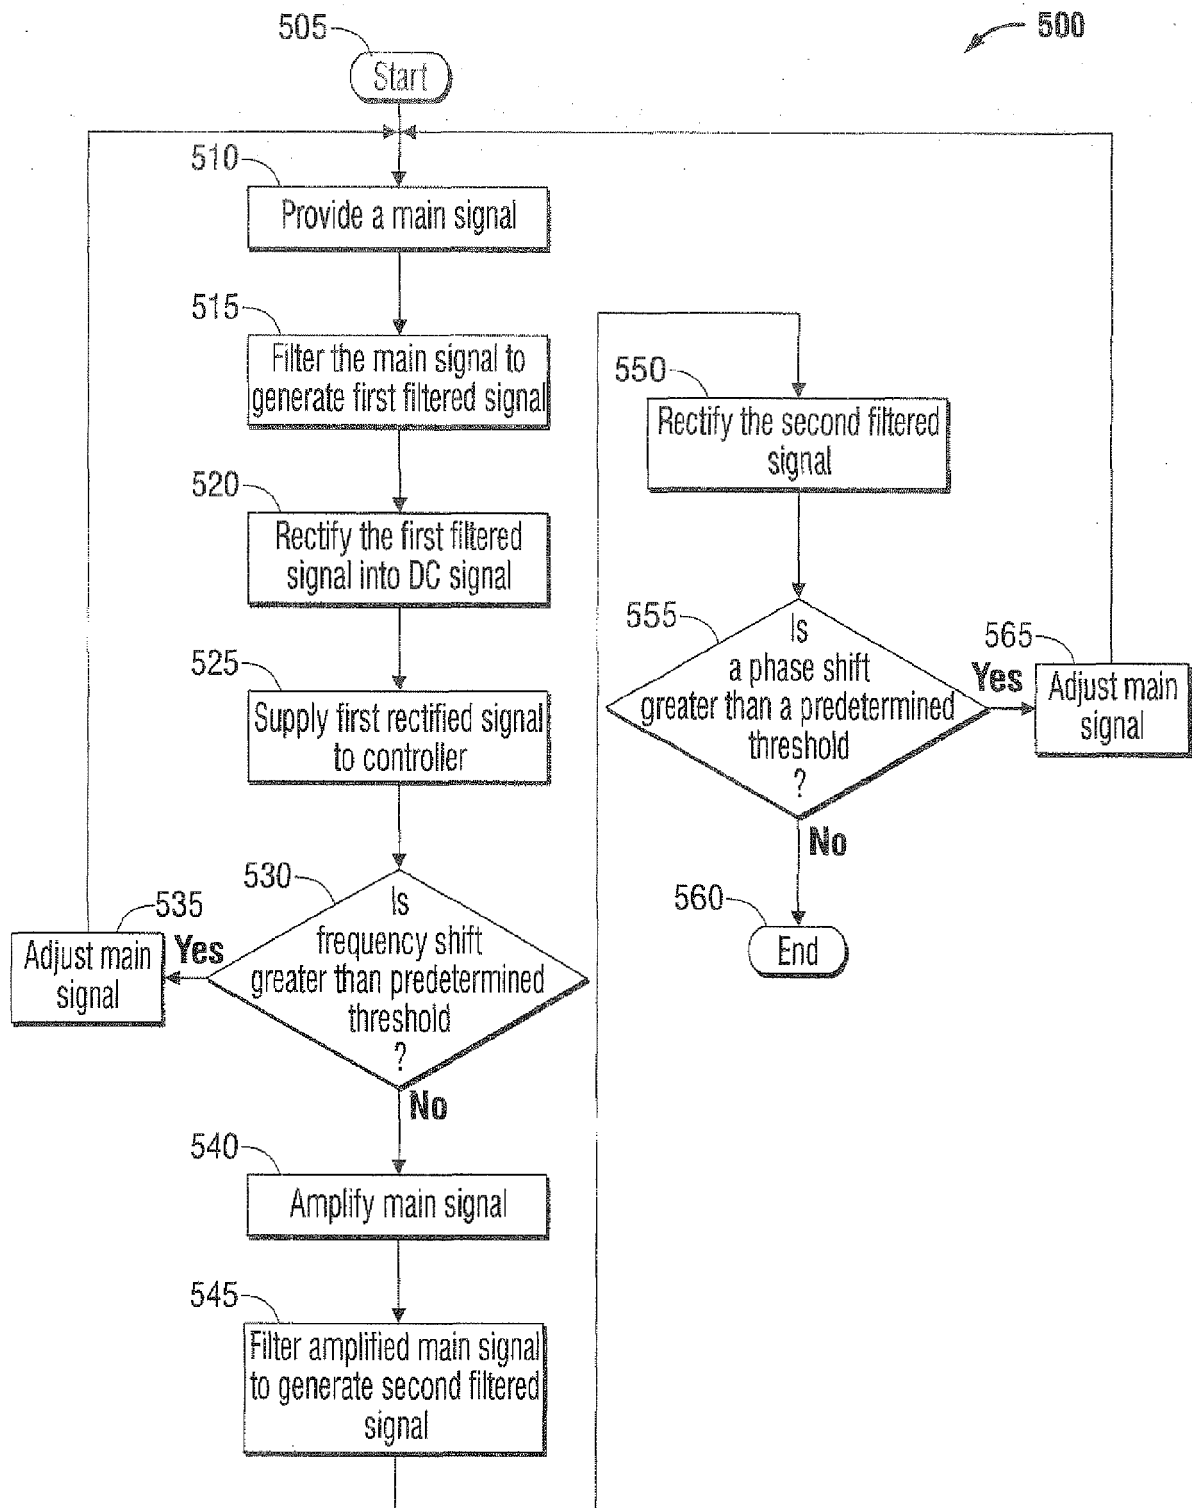 500
505
Start
510
Provide a main signal
515
Filter the main signal to
generate first filtered signal
520
Rectify the first filtered
signal into DC signal
525
Supply first rectified signal
to controller
530
Is
frequency shift
greater than predetermined
threshold
?
Yes
535
Adjust main
signal
No
540
Amplify main signal
545
Filter amplified main signal
to generate second filtered
signal
550
Rectify the second filtered
signal
555
Is
a phase shift
greater than a predetermined
threshold
?
Yes
565
Adjust main
signal
No
560
End